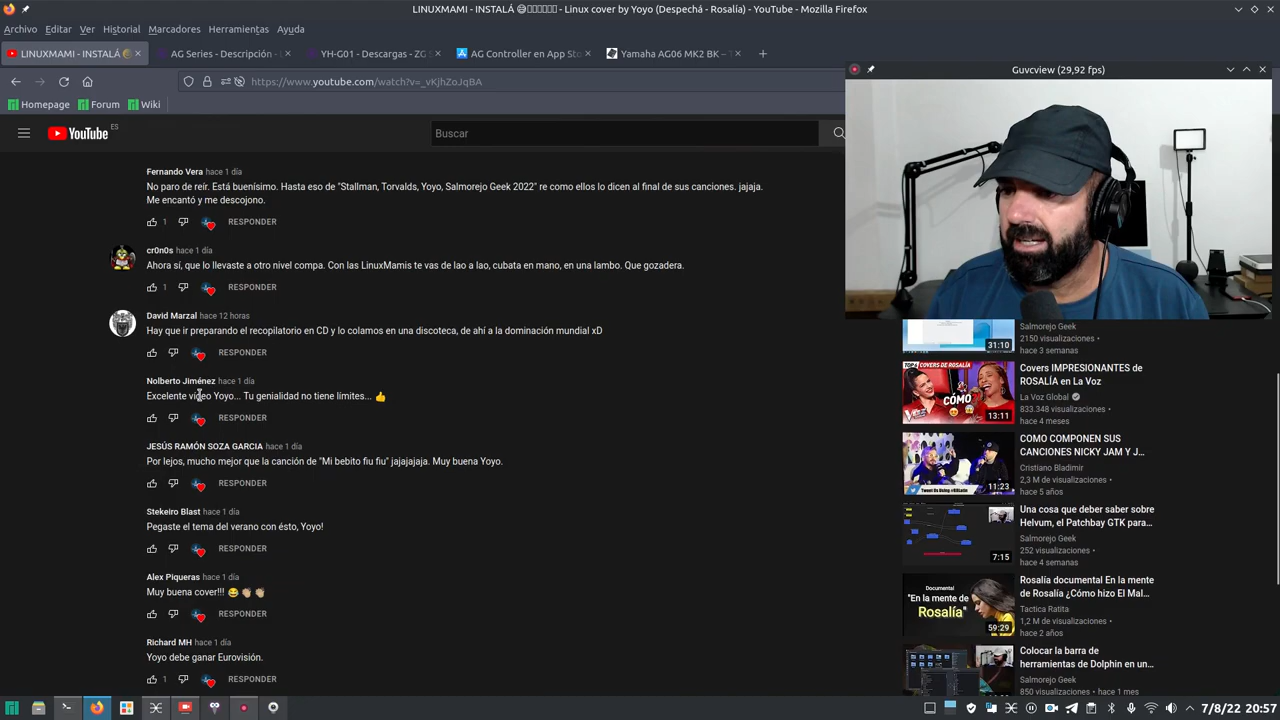 LINUXMAMI - INSTALÁ - Linux cover by Yoyo (Despechá - Rosalía) - YouTube — Mozilla Firefox
Archivo Editar Ver Historial Marcadores Herramientas Ayuda
LINUXMAMI - INSTALÁ
AG Series - Descripción -
YH-G01 - Descargas - ZG S
AG Controller en App Sto
Yamaha AG06 MK2 BK – T
https://www.youtube.com/watch?v=_vKjhZoJqBA
Homepage Forum Wiki
Guvcview (29,92 fps)
YouTube ES
Buscar
Fernando Vera hace 1 día
No paro de reír. Está buenísimo. Hasta eso de "Stallman, Torvalds, Yoyo, Salmorejo Geek 2022" re como ellos lo dicen al final de sus canciones. jajaja.
Me encantó y me descojono.
1 RESPONDER
cr0n0s hace 1 día
Ahora sí, que lo llevaste a otro nivel compa. Con las LinuxMamis te vas de lao a lao, cubata en mano, en una lambo. Que gozadera.
1 RESPONDER
David Marzal hace 12 horas
Hay que ir preparando el recopilatorio en CD y lo colamos en una discoteca, de ahí a la dominación mundial xD
RESPONDER
Nolberto Jiménez hace 1 día
Excelente video Yoyo... Tu genialidad no tiene límites... 👍
RESPONDER
JESÚS RAMÓN SOZA GARCIA hace 1 día
Por lejos, mucho mejor que la canción de "Mi bebito fiu fiu" jajajajaja. Muy buena Yoyo.
RESPONDER
Stekeiro Blast hace 1 día
Pegaste el tema del verano con ésto, Yoyo!
RESPONDER
Alex Piqueras hace 1 día
Muy buena cover!!! 😂👏🏼👏🏼
RESPONDER
Richard MH hace 1 día
Yoyo debe ganar Eurovisión.
1 RESPONDER
Salmorejo Geek
2150 visualizaciones •
hace 3 semanas
31:10
Covers IMPRESIONANTES de
ROSALÍA en La Voz
La Voz Global
833.348 visualizaciones •
hace 4 meses
TOP4 COVERS DE ROSALÍA
CÓMO
13:11
COMO COMPONEN SUS
CANCIONES NICKY JAM Y J...
Cristiano Bladimir
2,3 M de visualizaciones •
hace 5 años
11:23
Una cosa que deber saber sobre
Helvum, el Patchbay GTK para...
Salmorejo Geek
252 visualizaciones •
hace 4 semanas
7:15
Rosalía documental En la mente
de Rosalía ¿Cómo hizo El Mal...
Tactica Ratita
1,2 M de visualizaciones •
hace 2 años
Documental
"En la mente
de Rosalía"
59:29
Colocar la barra de
herramientas de Dolphin en un...
Salmorejo Geek
850 visualizaciones • hace 1 mes
7/8/22 20:57